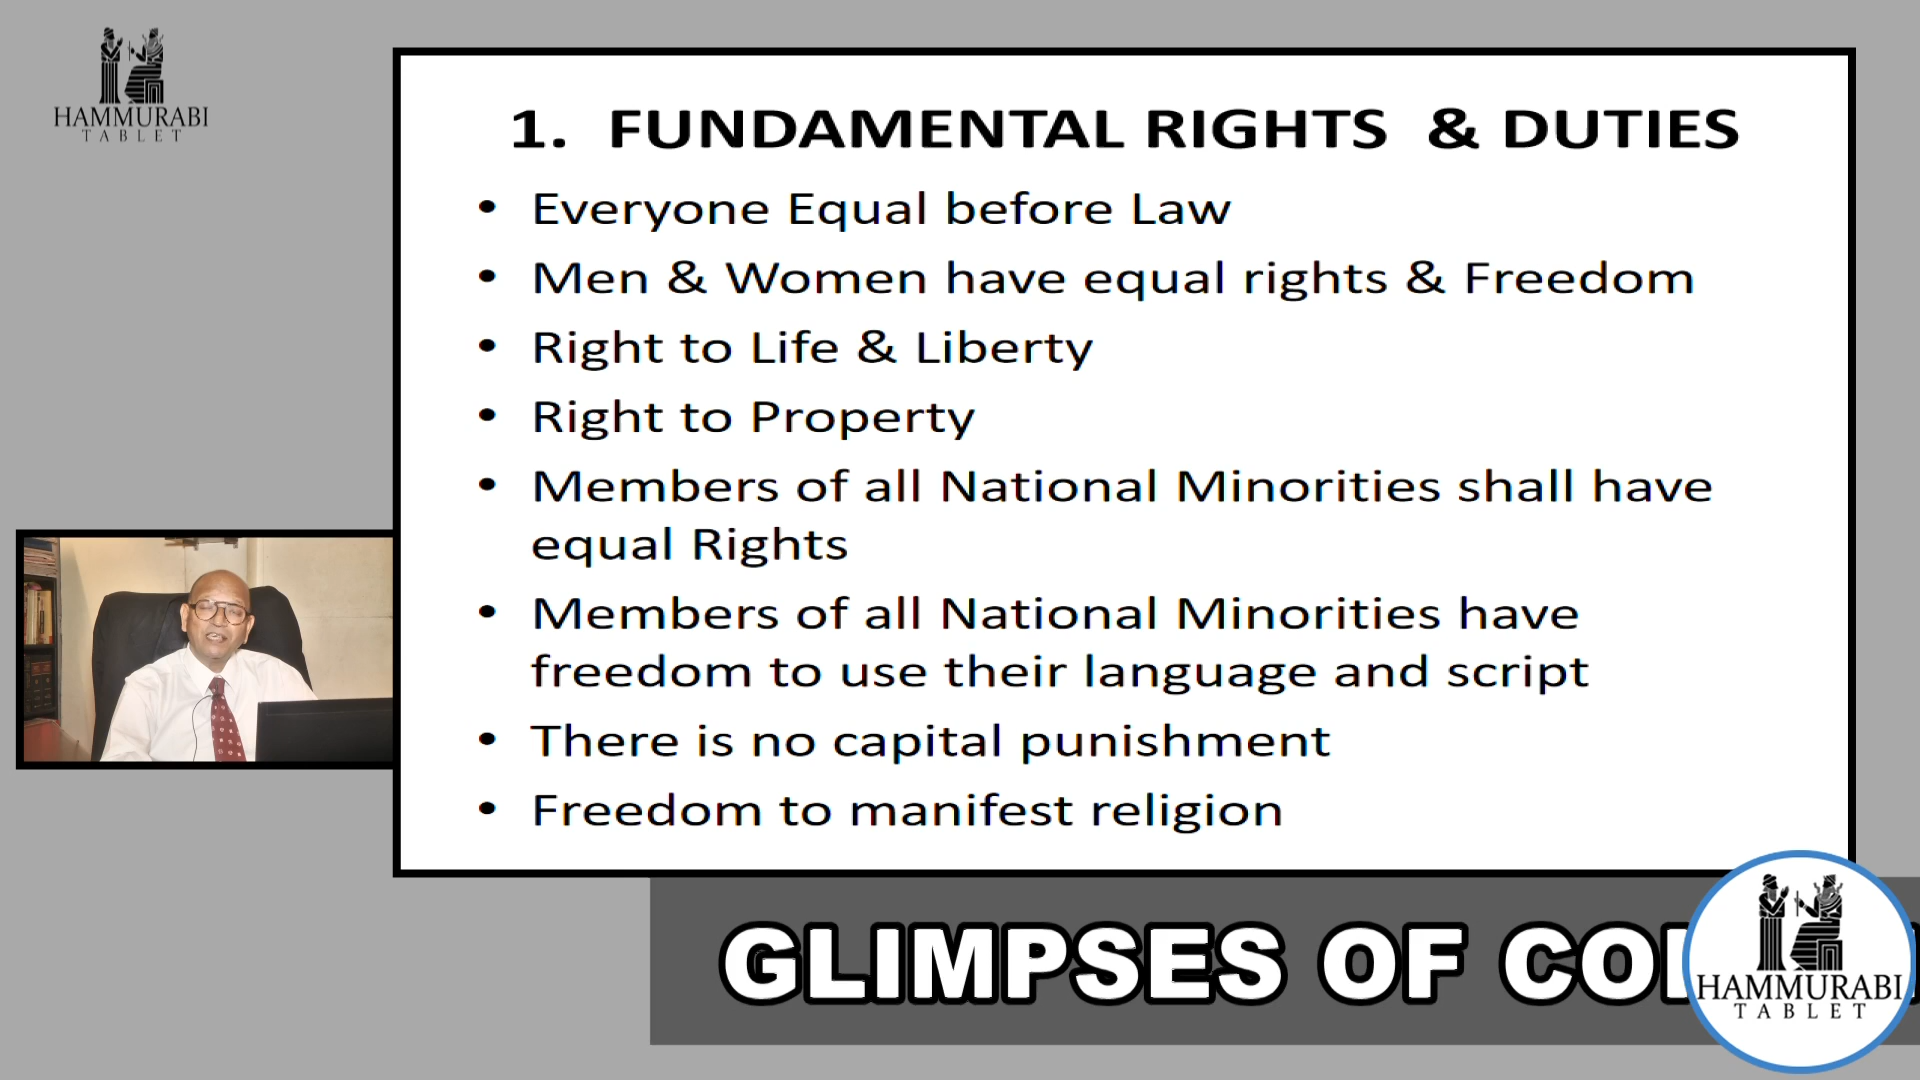 HAMMURABI
TABLET
1. FUNDAMENTAL RIGHTS & DUTIES
• Everyone Equal before Law
• Men & Women have equal rights & Freedom
• Right to Life & Liberty
• Right to Property
• Members of all National Minorities shall have
equal Rights
• Members of all National Minorities have
freedom to use their language and script
• There is no capital punishment
• Freedom to manifest religion
GLIMPSES OF
HAMMURABI
TABLET